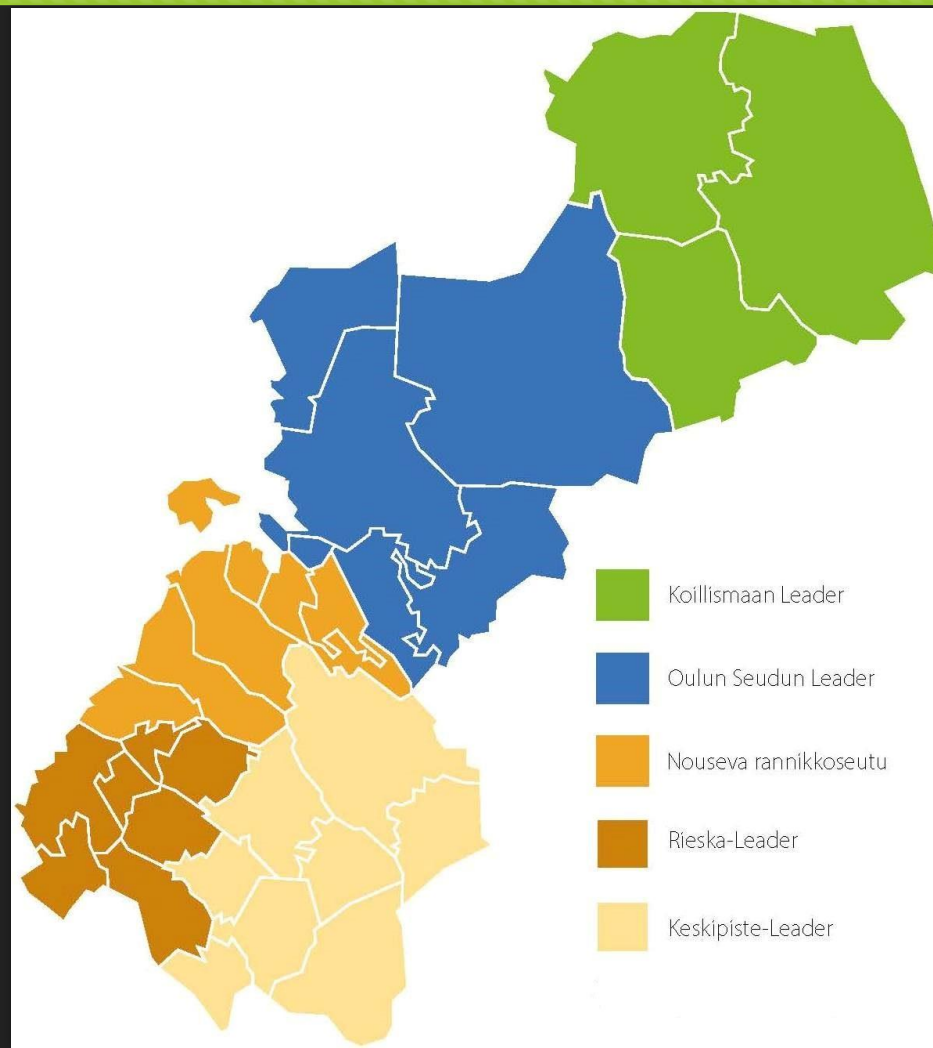 Koillismaan Leader
Oulun Seudun Leader
Nouseva rannikkoseutu
Rieska-Leader
Keskipiste-Leader